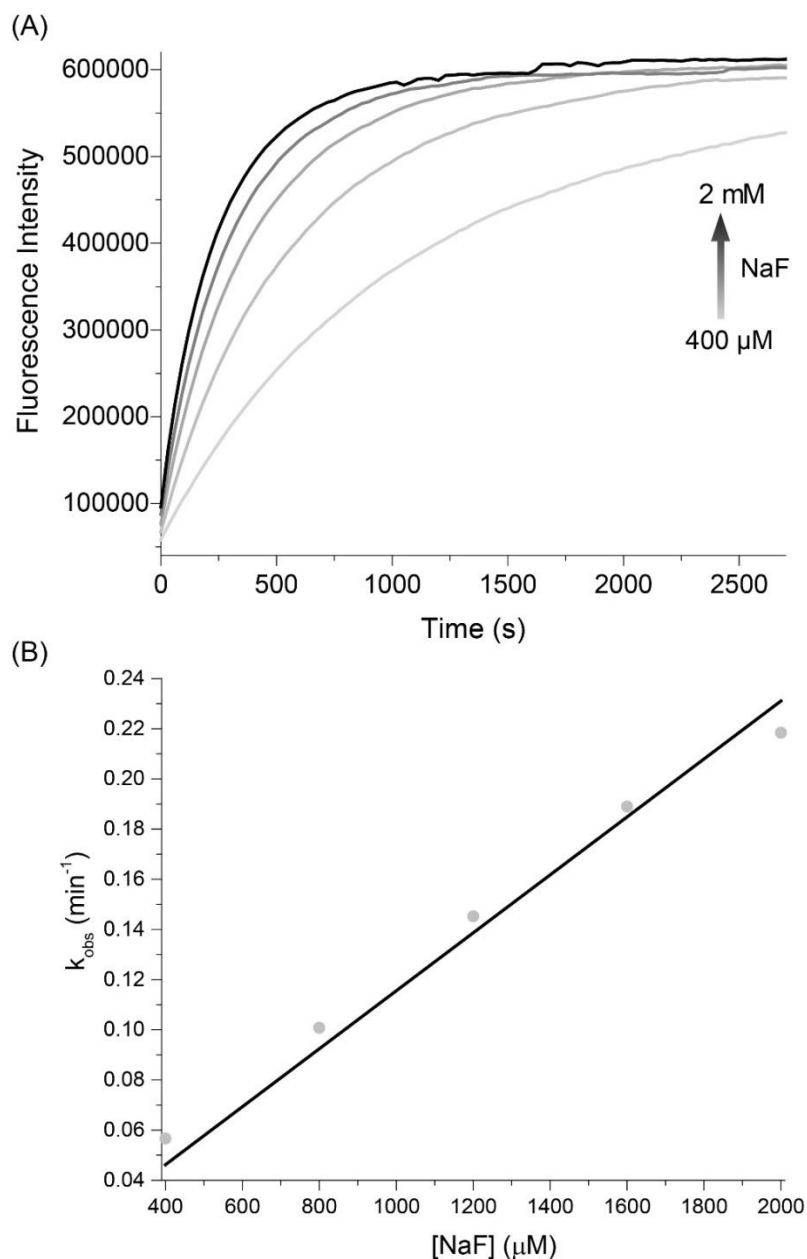 (A)
600000
500000
400000
300000
200000
100000
Fluorescence Intensity
2 mM
NaF
400 μM
0 500 1000 1500 2000 2500
Time (s)
(B)
0.24
0.22
0.20
0.18
0.16
0.14
0.12
0.10
0.08
0.06
0.04
kobs (min-1)
400 600 800 1000 1200 1400 1600 1800 2000
[NaF] (μM)